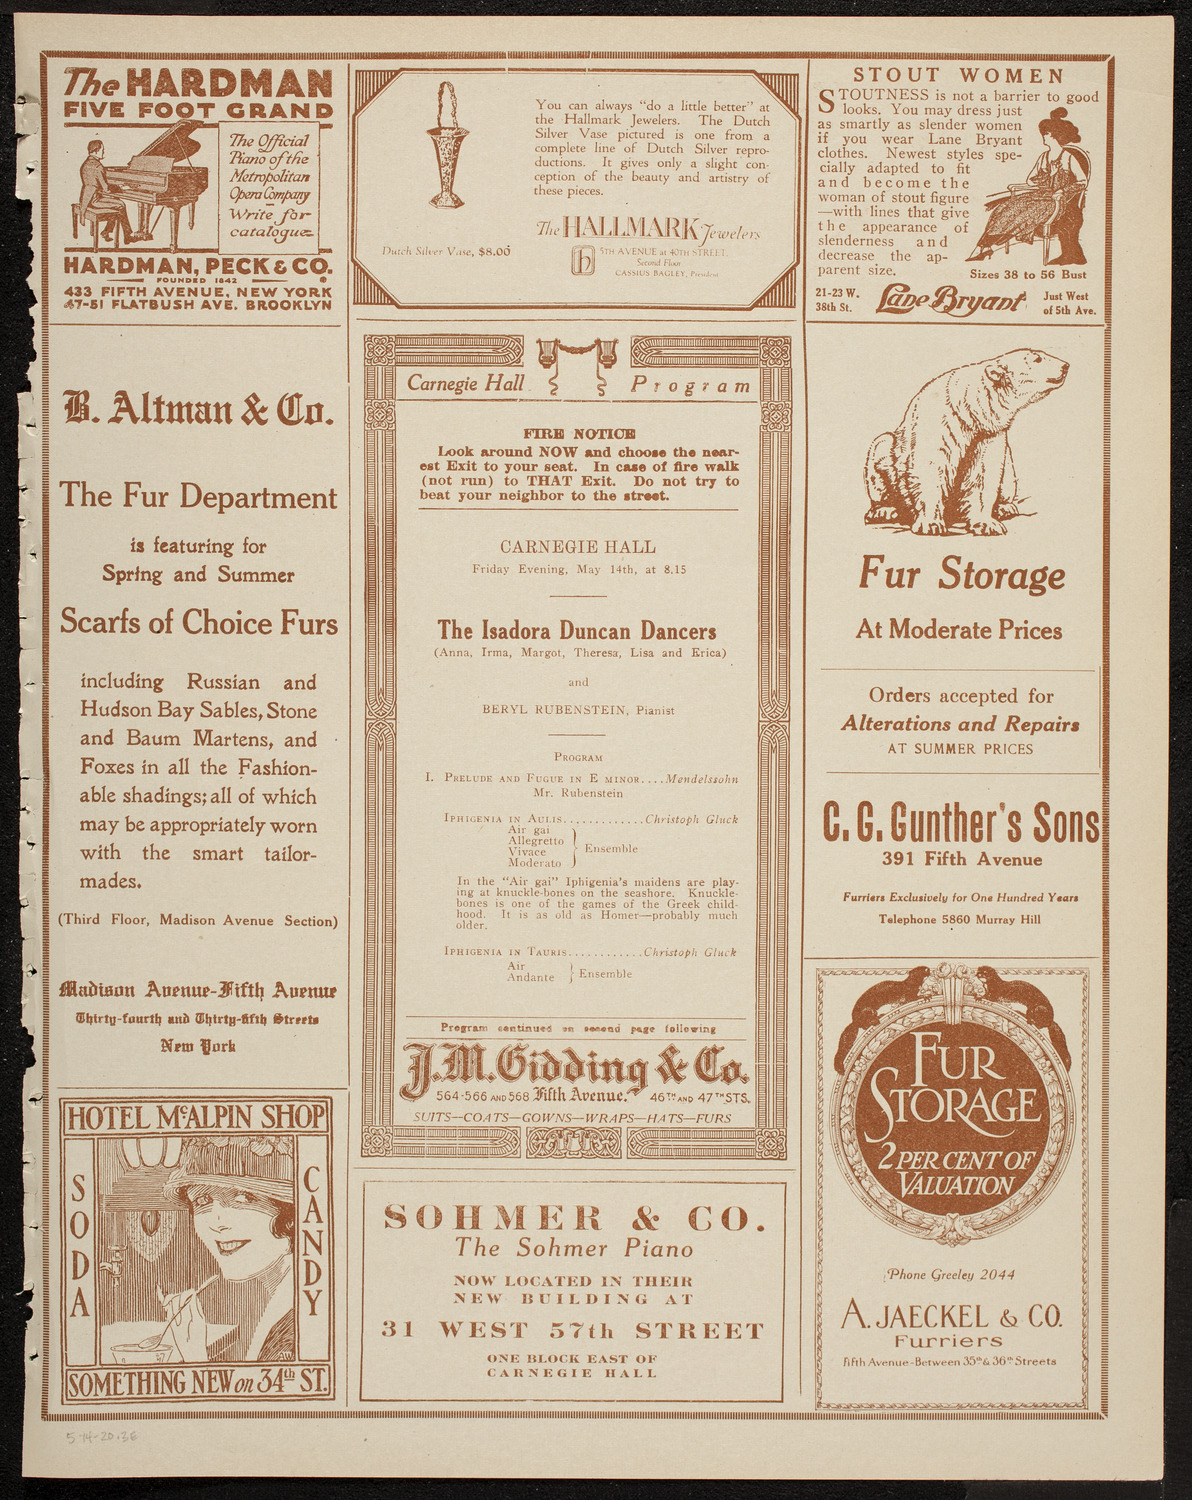 The HARDMAN
FIVE FOOT GRAND
The Official
Piano of the
Metropolitan
Opera Company
Write for
catalogue
HARDMAN, PECK & CO.
FOUNDED 1842
433 FIFTH AVENUE, NEW YORK
47-51 FLATBUSH AVE. BROOKLYN
B. Altman & Co.
The Fur Department
is featuring for
Spring and Summer
Scarfs of Choice Furs
including Russian and
Hudson Bay Sables, Stone
and Baum Martens, and
Foxes in all the Fashion-
able shadings; all of which
may be appropriately worn
with the smart tailor-
mades.
(Third Floor, Madison Avenue Section)
Madison Avenue-Fifth Avenue
Thirty-fourth and Thirty-fifth Streets
New York
HOTEL McALPIN SHOP
SODA
CANDY
SOMETHING NEW on 34th ST.
You can always "do a little better" at
the Hallmark Jewelers. The Dutch
Silver Vase pictured is one from a
complete line of Dutch Silver repro-
ductions. It gives only a slight con-
ception of the beauty and artistry of
these pieces.
Dutch Silver Vase, $8.00
The HALLMARK Jewelers
h
5TH AVENUE at 40TH STREET
Second Floor
CASSIUS BAGLEY, President
Carnegie Hall Program
FIRE NOTICE
Look around NOW and choose the near-
est Exit to your seat. In case of fire walk
(not run) to THAT Exit. Do not try to
beat your neighbor to the street.
CARNEGIE HALL
Friday Evening, May 14th, at 8.15
The Isadora Duncan Dancers
(Anna, Irma, Margot, Theresa, Lisa and Erica)
and
BERYL RUBENSTEIN, Pianist
PROGRAM
I. PRELUDE AND FUGUE IN E MINOR....Mendelssohn
Mr. Rubenstein
IPHIGENIA IN AULIS.............Christoph Gluck
Air gai
Allegretto
Vivace
Moderato
Ensemble
In the "Air gai" Iphigenia's maidens are play-
ing at knuckle-bones on the seashore. Knuckle-
bones is one of the games of the Greek child-
hood. It is as old as Homer—probably much
older.
IPHIGENIA IN TAURIS............Christoph Gluck
Air
Andante
Ensemble
Program continued on second page following
J. M. Gidding & Co.
564-566 AND 568 Fifth Avenue. 46TH AND 47TH STS.
SUITS—COATS—GOWNS—WRAPS—HATS—FURS
SOHMER & CO.
The Sohmer Piano
NOW LOCATED IN THEIR
NEW BUILDING AT
31 WEST 57th STREET
ONE BLOCK EAST OF
CARNEGIE HALL
STOUT WOMEN
STOUTNESS is not a barrier to good
looks. You may dress just
as smartly as slender women
if you wear Lane Bryant
clothes. Newest styles spe-
cially adapted to fit
and become the
woman of stout figure
—with lines that give
the appearance of
slenderness and
decrease the ap-
parent size.
Sizes 38 to 56 Bust
21-23 W.
38th St.
Lane Bryant
Just West
of 5th Ave.
Fur Storage
At Moderate Prices
Orders accepted for
Alterations and Repairs
AT SUMMER PRICES
C. G. Gunther's Sons
391 Fifth Avenue
Furriers Exclusively for One Hundred Years
Telephone 5860 Murray Hill
FUR
STORAGE
2 PER CENT OF
VALUATION
'Phone Greeley 2044
A. JAECKEL & CO.
Furriers
Fifth Avenue-Between 35th & 36th Streets
5-14-20.3E